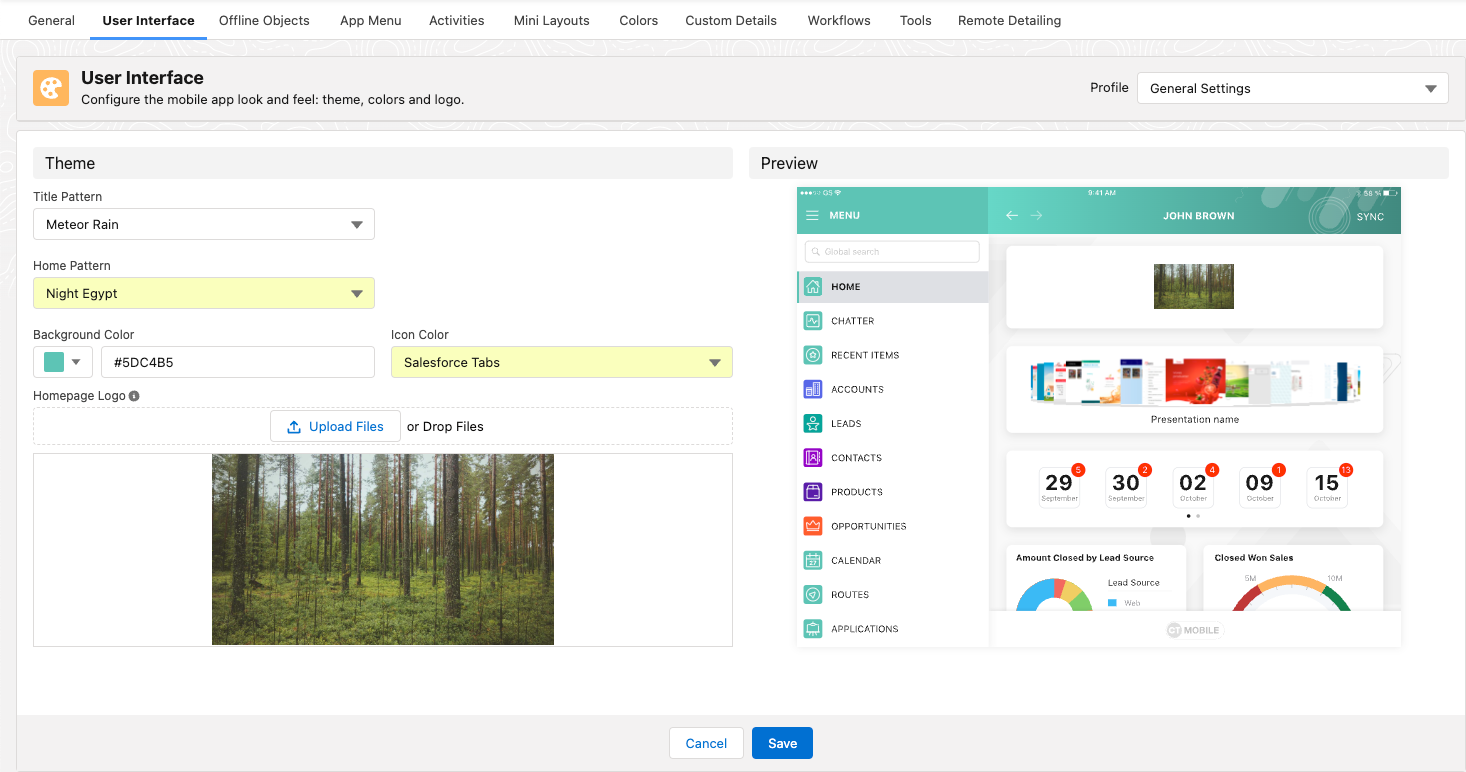 General User Interface Offline Objects App Menu Activities Mini Layouts Colors Custom Details Workflows Tools Remote Detailing
User Interface
Configure the mobile app look and feel: theme, colors and logo.
Profile
General Settings
Theme
Title Pattern
Meteor Rain
Home Pattern
Night Egypt
Background Color
#5DC4B5
Icon Color
Salesforce Tabs
Homepage Logo
Upload Files or Drop Files
Preview
GS 9:41 AM 56 %
MENU JOHN BROWN SYNC
Global search
HOME
CHATTER
RECENT ITEMS
ACCOUNTS
LEADS
CONTACTS
PRODUCTS
OPPORTUNITIES
CALENDAR
27
ROUTES
APPLICATIONS
Presentation name
5 2 4 1 13
29 30 02 09 15
September September October October October
Amount Closed by Lead Source
Lead Source
Web
Closed Won Sales
5M 10M
CT MOBILE
Cancel Save